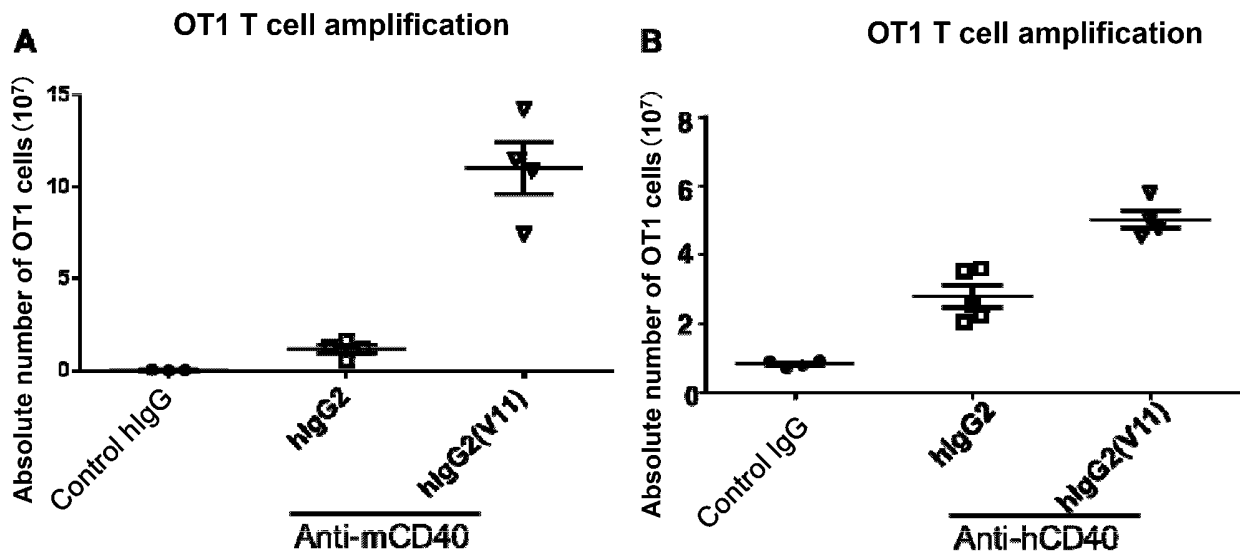 A
OT1 T cell amplification
Absolute number of OT1 cells (10⁷)
15
10
5
0
Control hIgG
hIgG2
hIgG2(V11)
Anti-mCD40
B
OT1 T cell amplification
Absolute number of OT1 cells (10⁷)
8
6
4
2
0
Control IgG
hIgG2
hIgG2(V11)
Anti-hCD40